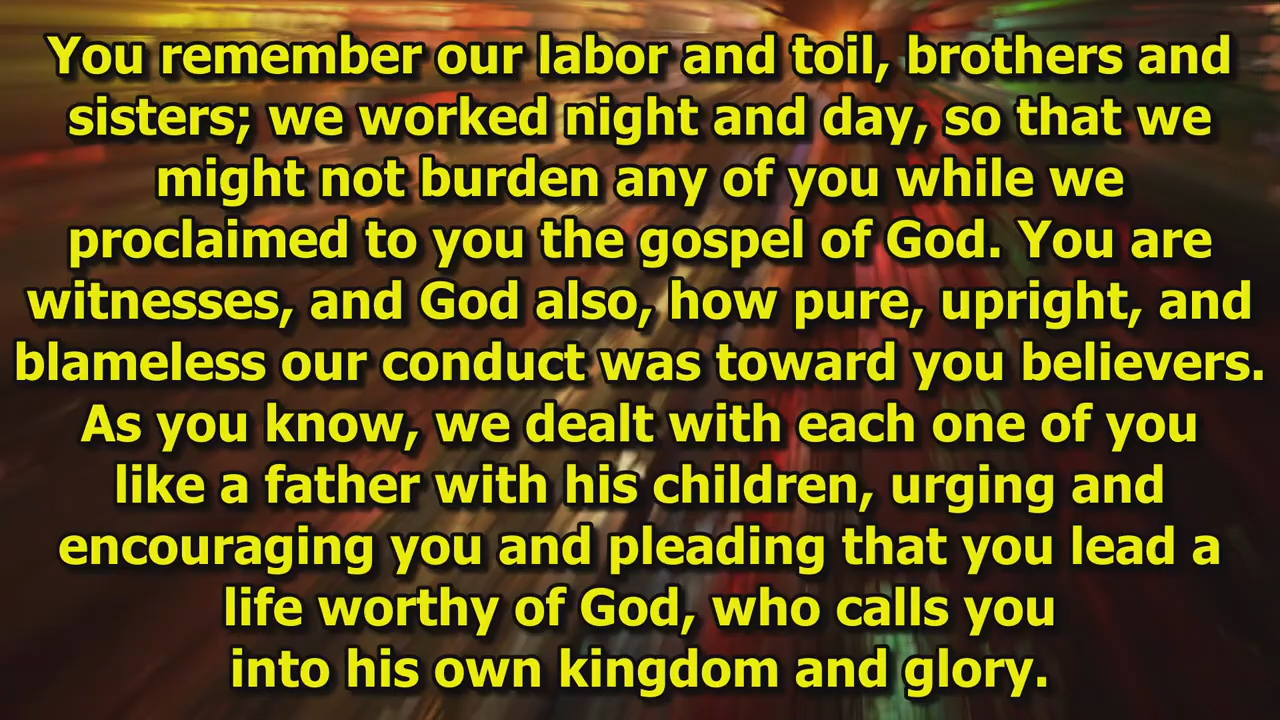 You remember our labor and toil, brothers and
sisters; we worked night and day, so that we
might not burden any of you while we
proclaimed to you the gospel of God. You are
witnesses, and God also, how pure, upright, and
blameless our conduct was toward you believers.
As you know, we dealt with each one of you
like a father with his children, urging and
encouraging you and pleading that you lead a
life worthy of God, who calls you
into his own kingdom and glory.